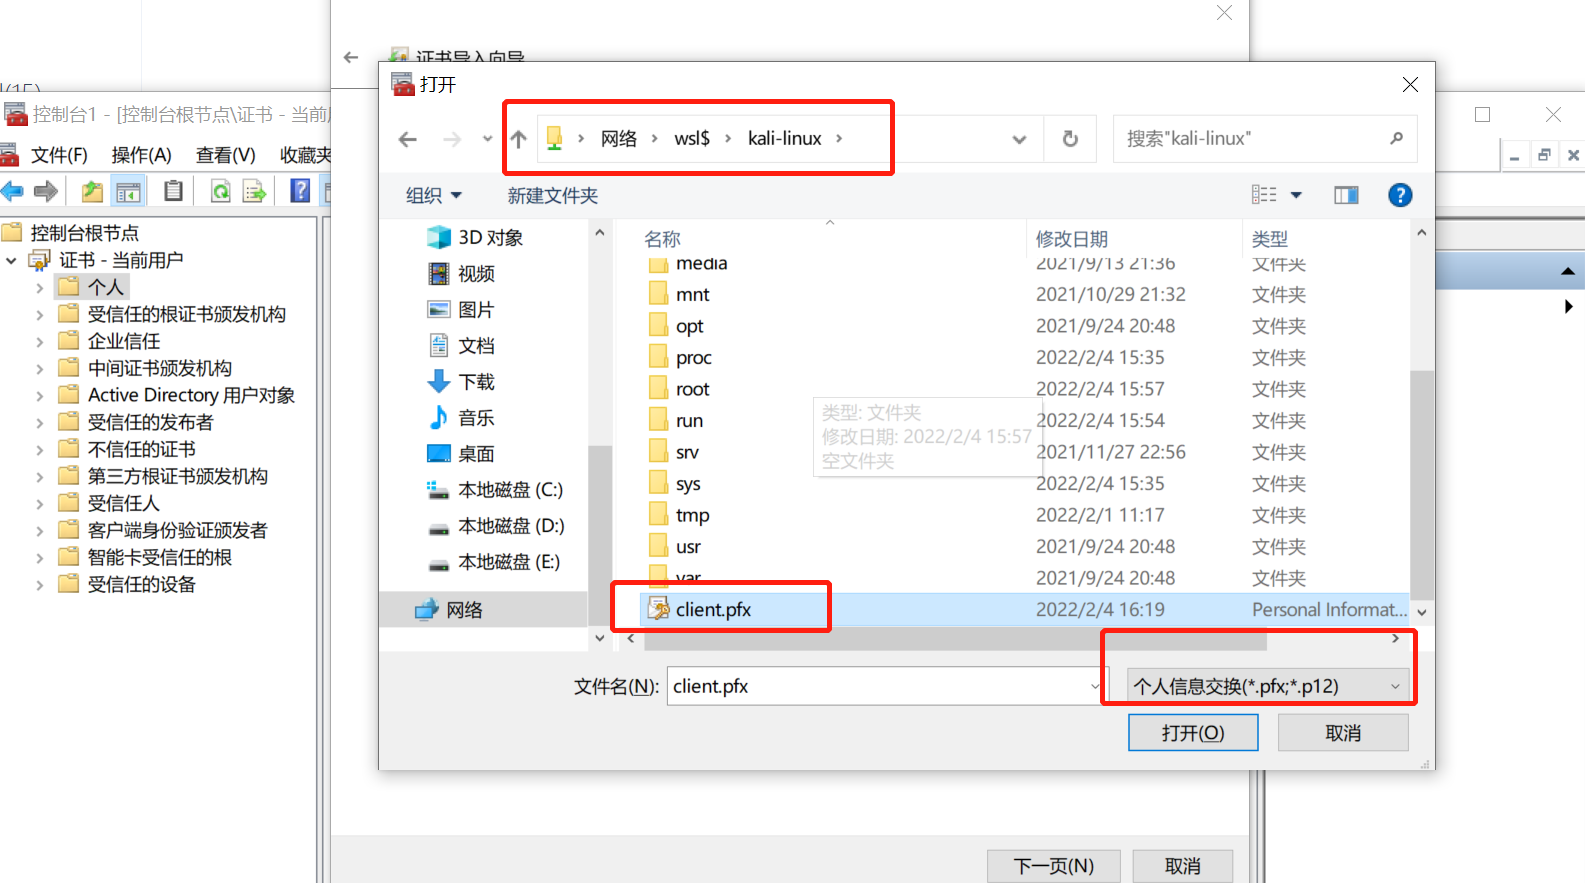 证书导入向导
打开
控制台1 - [控制台根节点\证书 - 当前用
文件(F) 操作(A) 查看(V) 收藏夹
网络 wsl$ kali-linux
搜索"kali-linux"
组织 新建文件夹
控制台根节点
证书 - 当前用户
个人
受信任的根证书颁发机构
企业信任
中间证书颁发机构
Active Directory 用户对象
受信任的发布者
不信任的证书
第三方根证书颁发机构
受信任人
客户端身份验证颁发者
智能卡受信任的根
受信任的设备
3D 对象
视频
图片
文档
下载
音乐
桌面
本地磁盘 (C:)
本地磁盘 (D:)
本地磁盘 (E:)
网络
名称 修改日期 类型
media 2021/9/13 21:36 文件夹
mnt 2021/10/29 21:32 文件夹
opt 2021/9/24 20:48 文件夹
proc 2022/2/4 15:35 文件夹
root 2022/2/4 15:57 文件夹
run 2022/2/4 15:54 文件夹
srv 2021/11/27 22:56 文件夹
sys 2022/2/4 15:35 文件夹
tmp 2022/2/1 11:17 文件夹
usr 2021/9/24 20:48 文件夹
var 2021/9/24 20:48 文件夹
client.pfx 2022/2/4 16:19 Personal Informat...
类型: 文件夹
修改日期: 2022/2/4 15:57
空文件夹
文件名(N): client.pfx 个人信息交换(*.pfx;*.p12)
打开(O) 取消
下一页(N) 取消